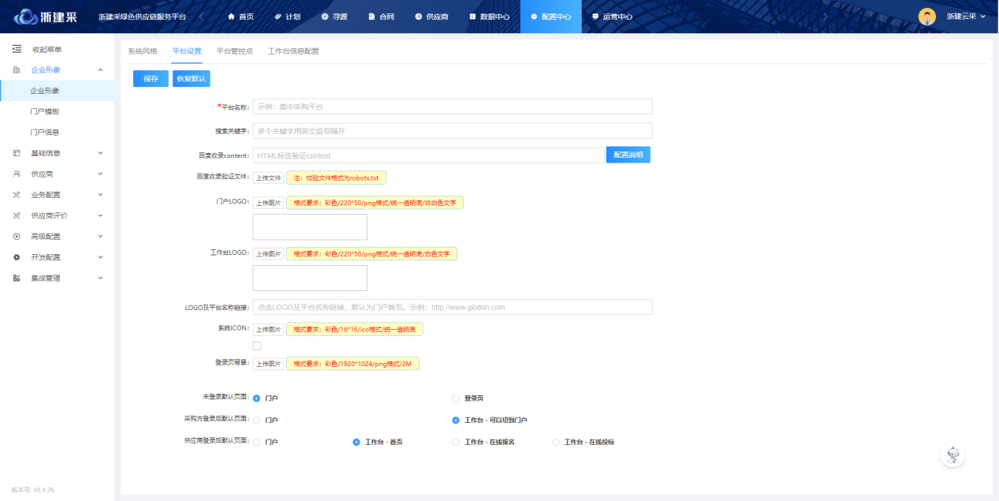 浙建采 浙建采绿色供应链服务平台 首页 计划 寻源 合同 供应商 数据中心 配置中心 运营中心 浙建云采
收起菜单
企业形象
企业形象
门户模板
门户信息
基础信息
供应商
业务配置
供应商评价
高级配置
开发配置
集成管理
版本号: v8.4.26
系统风格 平台设置 平台管控点 工作台信息配置
保存 恢复默认
*平台名称: 示例：集中采购平台
搜索关键字: 多个关键字用英文逗号隔开
百度收录content: HTML标签验证content 配置说明
百度收录验证文件: 上传文件 注：校验文件格式为robots.txt
门户LOGO: 上传图片 格式要求：彩色/220*50/png格式/统一透明底/非白色文字
工作台LOGO: 上传图片 格式要求：彩色/220*50/png格式/统一透明底/白色文字
LOGO及平台名称链接: 点击LOGO及平台名称链接，默认为门户首页。示例：http://www.glodon.com
系统ICON: 上传图片 格式要求：彩色/16*16/ico格式/统一透明底
登录页背景: 上传图片 格式要求：彩色/1920*1024/png格式/2M
未登录默认页面: 门户 登录页
采购方登录后默认页面: 门户 工作台 - 可以切到门户
供应商登录后默认页面: 门户 工作台 - 首页 工作台 - 在线报名 工作台 - 在线投标